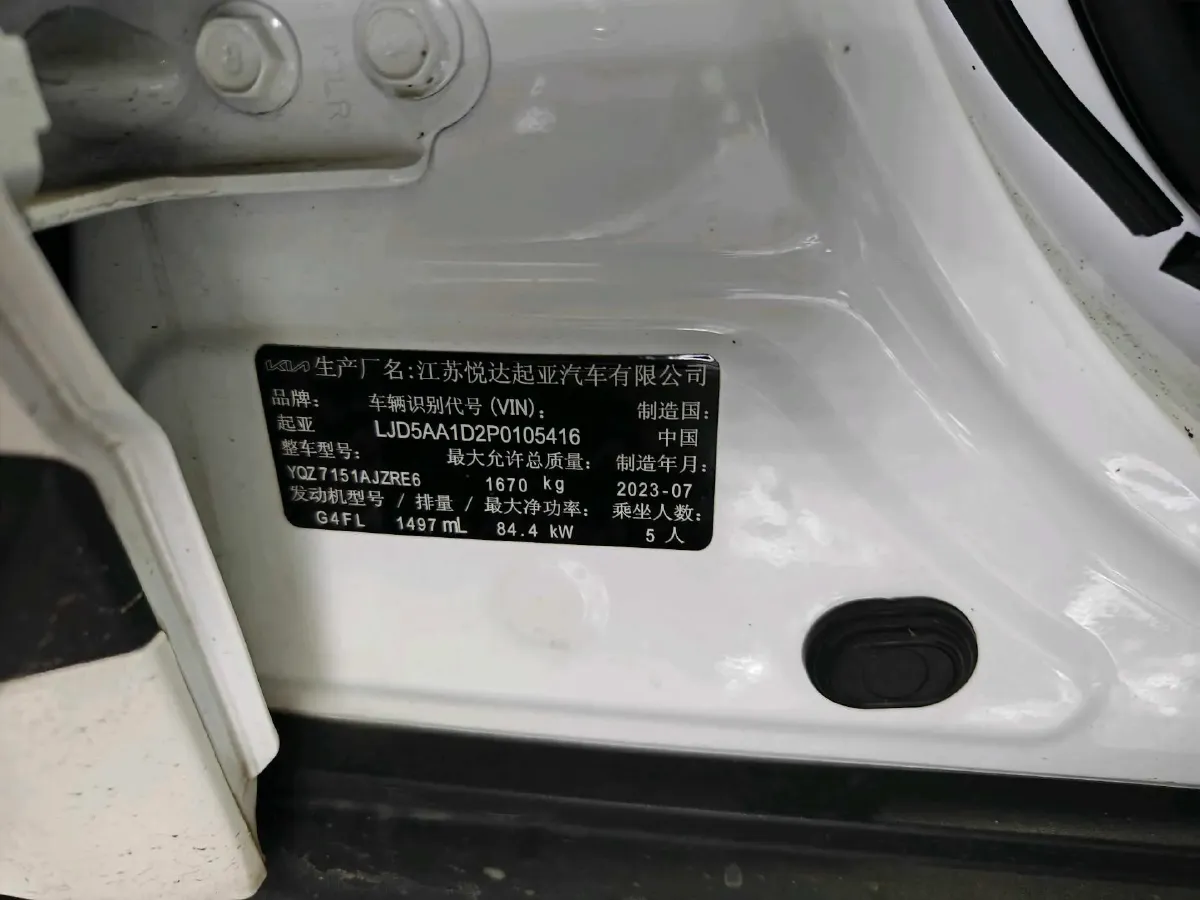 KIA 生产厂名:江苏悦达起亚汽车有限公司
品牌: 车辆识别代号(VIN): 制造国:
起亚 LJD5AA1D2P0105416 中国
整车型号: 最大允许总质量: 制造年月:
YQZ7151AJZRE6 1670 kg 2023-07
发动机型号 / 排量 / 最大净功率: 乘坐人数:
G4FL 1497 mL 84.4 kW 5 人